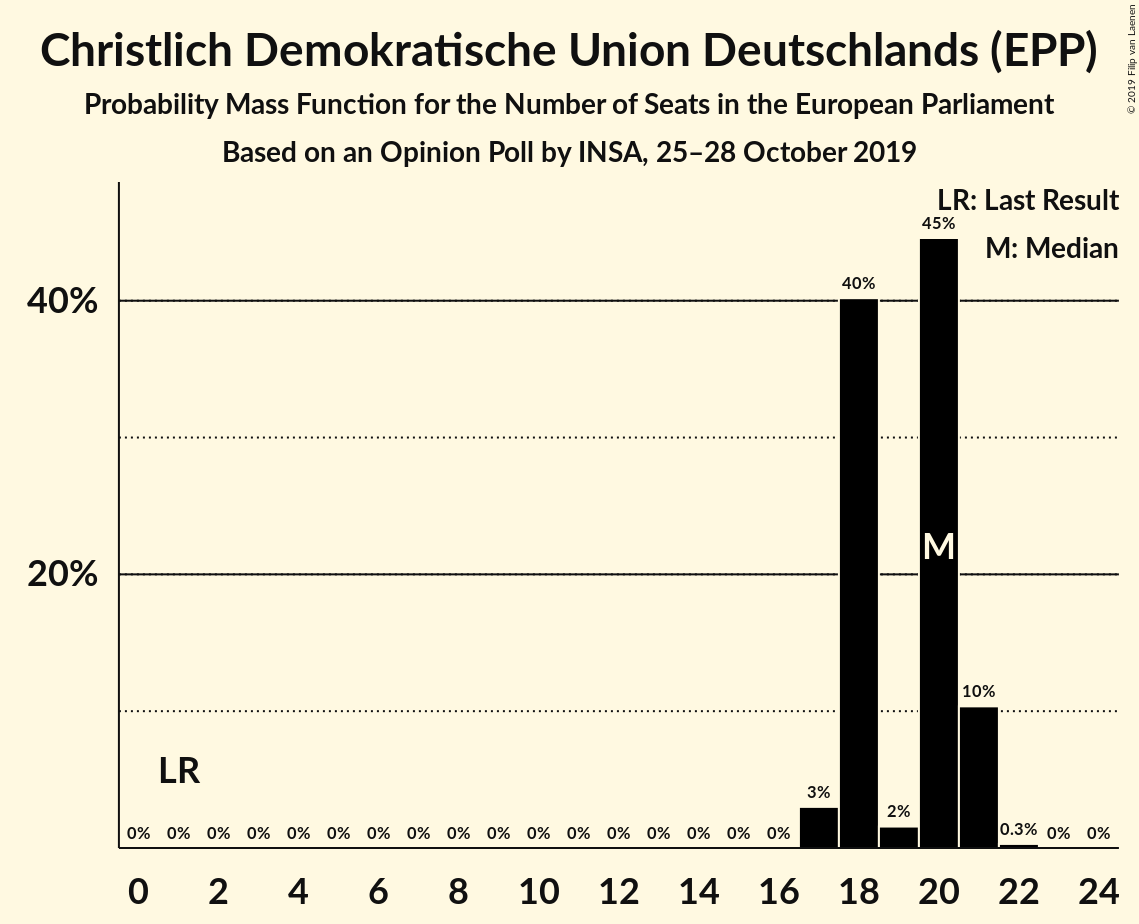 Christlich Demokratische Union Deutschlands (EPP)
Probability Mass Function for the Number of Seats in the European Parliament
Based on an Opinion Poll by INSA, 25–28 October 2019
© 2019 Filip van Laenen
LR: Last Result
M: Median
45%
40%
40%
20%
M
10%
LR
3%
2%
0% 0% 0% 0% 0% 0% 0% 0% 0% 0% 0% 0% 0% 0% 0% 0% 0% 0.3% 0% 0%
0 2 4 6 8 10 12 14 16 18 20 22 24